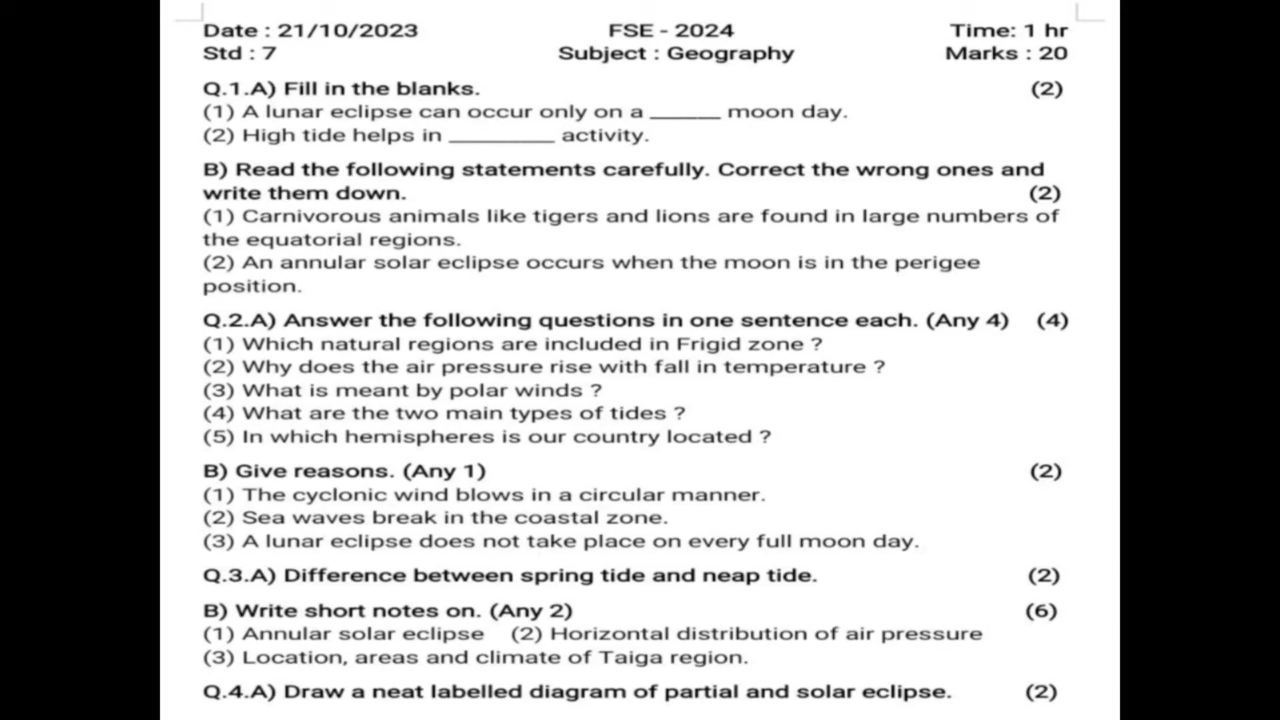 Date : 21/10/2023 FSE - 2024 Time: 1 hr
Std : 7 Subject : Geography Marks : 20
Q.1.A) Fill in the blanks. (2)
(1) A lunar eclipse can occur only on a ______ moon day.
(2) High tide helps in _________ activity.
B) Read the following statements carefully. Correct the wrong ones and
write them down. (2)
(1) Carnivorous animals like tigers and lions are found in large numbers of
the equatorial regions.
(2) An annular solar eclipse occurs when the moon is in the perigee
position.
Q.2.A) Answer the following questions in one sentence each. (Any 4) (4)
(1) Which natural regions are included in Frigid zone ?
(2) Why does the air pressure rise with fall in temperature ?
(3) What is meant by polar winds ?
(4) What are the two main types of tides ?
(5) In which hemispheres is our country located ?
B) Give reasons. (Any 1) (2)
(1) The cyclonic wind blows in a circular manner.
(2) Sea waves break in the coastal zone.
(3) A lunar eclipse does not take place on every full moon day.
Q.3.A) Difference between spring tide and neap tide. (2)
B) Write short notes on. (Any 2) (6)
(1) Annular solar eclipse (2) Horizontal distribution of air pressure
(3) Location, areas and climate of Taiga region.
Q.4.A) Draw a neat labelled diagram of partial and solar eclipse. (2)